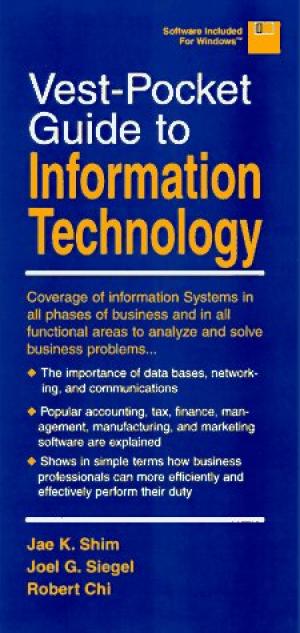 Software Included
For Windows™
Vest-Pocket
Guide to
Information
Technology
Coverage of information Systems in
all phases of business and in all
functional areas to analyze and solve
business problems...
◆ The importance of data bases, network-
ing, and communications
◆ Popular accounting, tax, finance, man-
agement, manufacturing, and marketing
software are explained
◆ Shows in simple terms how business
professionals can more efficiently and
effectively perform their duty
Jae K. Shim
Joel G. Siegel
Robert Chi